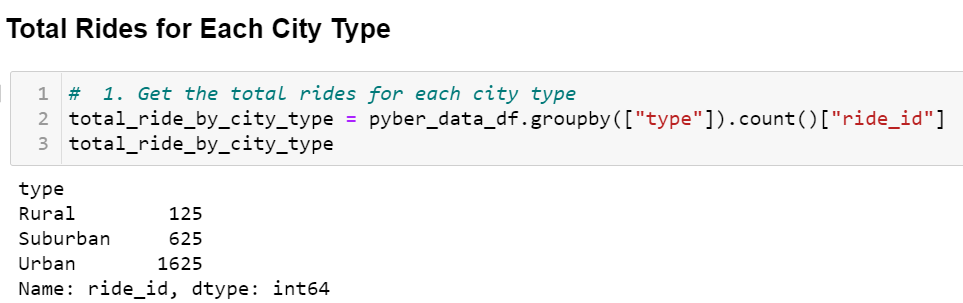 Total Rides for Each City Type
1 #  1. Get the total rides for each city type
2 total_ride_by_city_type = pyber_data_df.groupby(["type"]).count()["ride_id"]
3 total_ride_by_city_type
type
Rural        125
Suburban     625
Urban       1625
Name: ride_id, dtype: int64